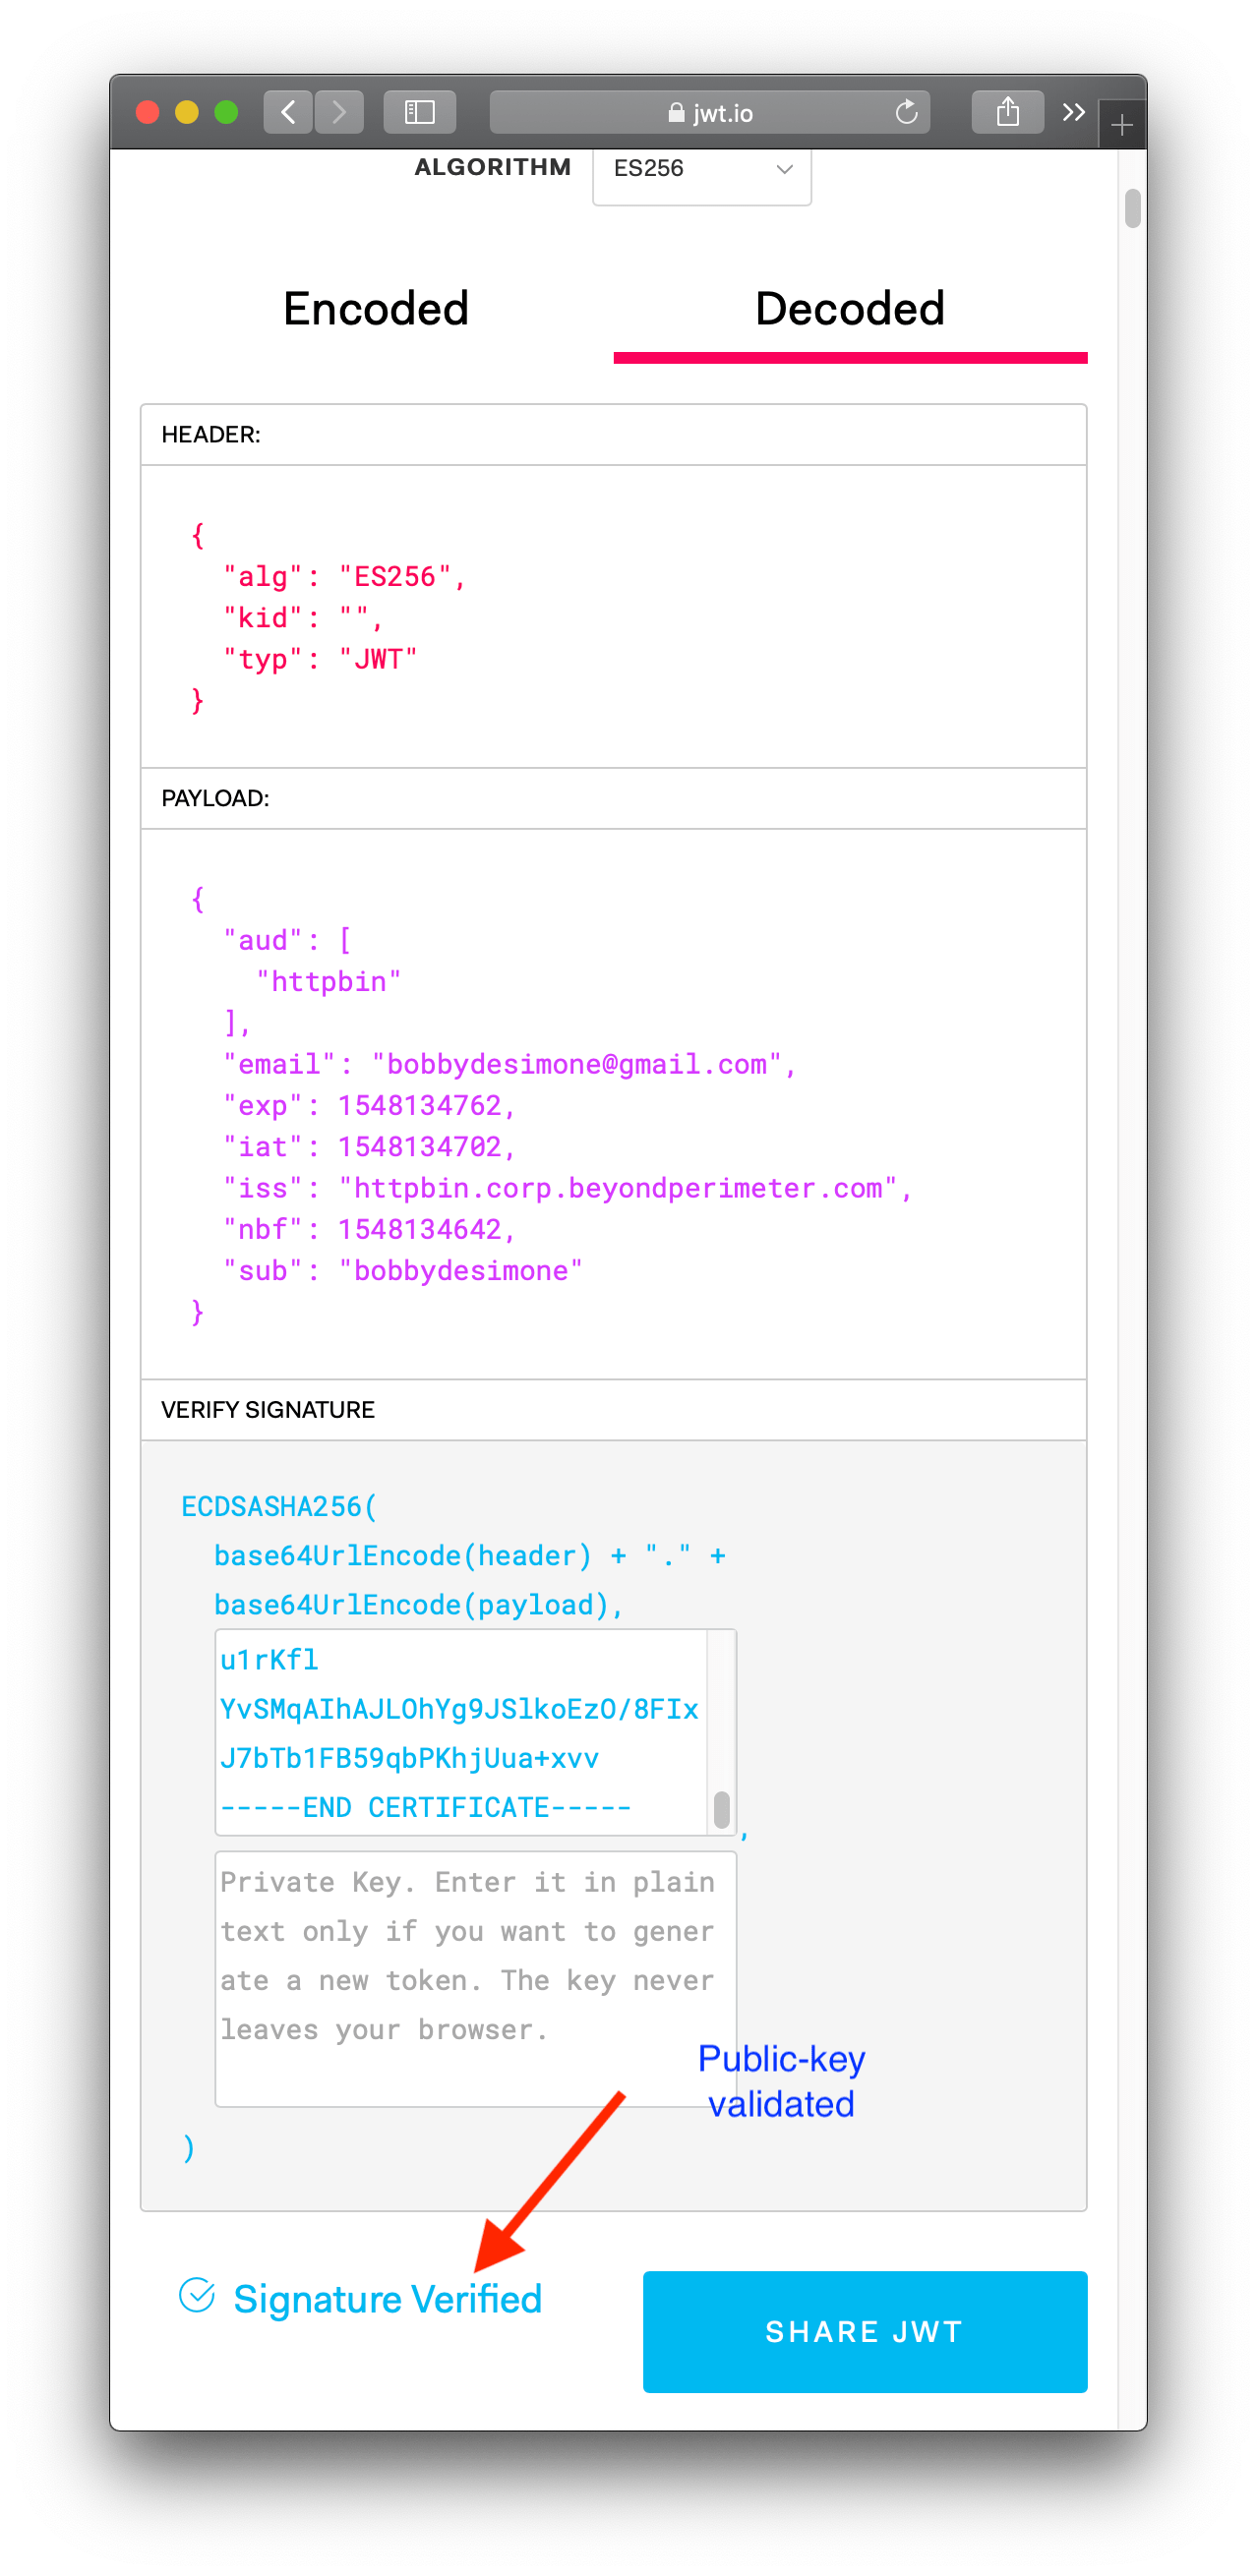 jwt.io
ALGORITHM ES256
Encoded Decoded
HEADER:
{
"alg": "ES256",
"kid": "",
"typ": "JWT"
}
PAYLOAD:
{
"aud": [
"httpbin"
],
"email": "bobbydesimone@gmail.com",
"exp": 1548134762,
"iat": 1548134702,
"iss": "httpbin.corp.beyondperimeter.com",
"nbf": 1548134642,
"sub": "bobbydesimone"
}
VERIFY SIGNATURE
ECDSASHA256(
base64UrlEncode(header) + "." +
base64UrlEncode(payload),
u1rKfl
YvSMqAIhAJLOhYg9JSlkoEzO/8FIx
J7bTb1FB59qbPKhjUua+xvv
-----END CERTIFICATE-----
,
Private Key. Enter it in plain
text only if you want to gener
ate a new token. The key never
leaves your browser.
Public-key
validated
)
Signature Verified
SHARE JWT